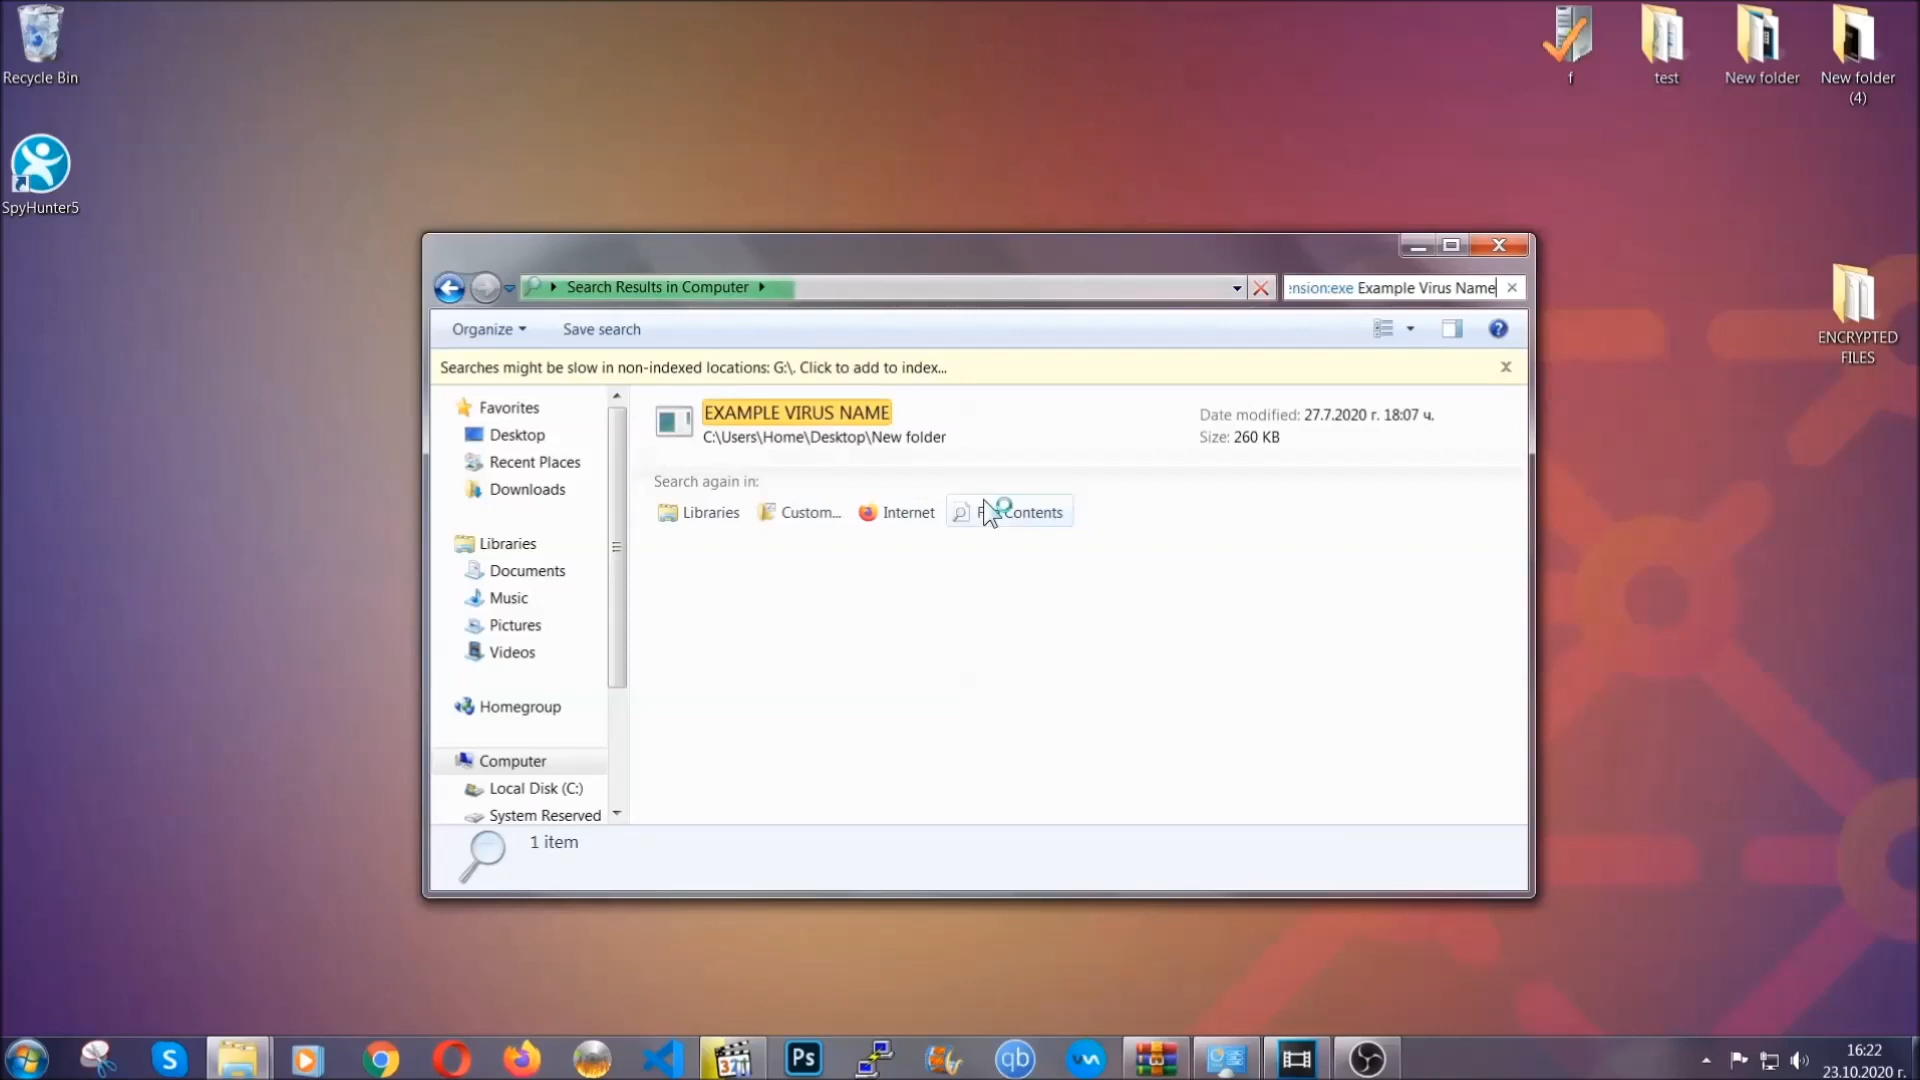 Recycle Bin
SpyHunter5
f
test
New folder
New folder
(4)
ENCRYPTED
FILES
Search Results in Computer
ension:exe Example Virus Name
Organize
Save search
Searches might be slow in non-indexed locations: G:\. Click to add to index...
Favorites
Desktop
Recent Places
Downloads
Libraries
Documents
Music
Pictures
Videos
Homegroup
Computer
Local Disk (C:)
System Reserved
EXAMPLE VIRUS NAME
C:\Users\Home\Desktop\New folder
Date modified: 27.7.2020 г. 18:07 ч.
Size: 260 KB
Search again in:
Libraries
Custom...
Internet
Contents
1 item
S
Ps
qb
321
16:22
23.10.2020 г.